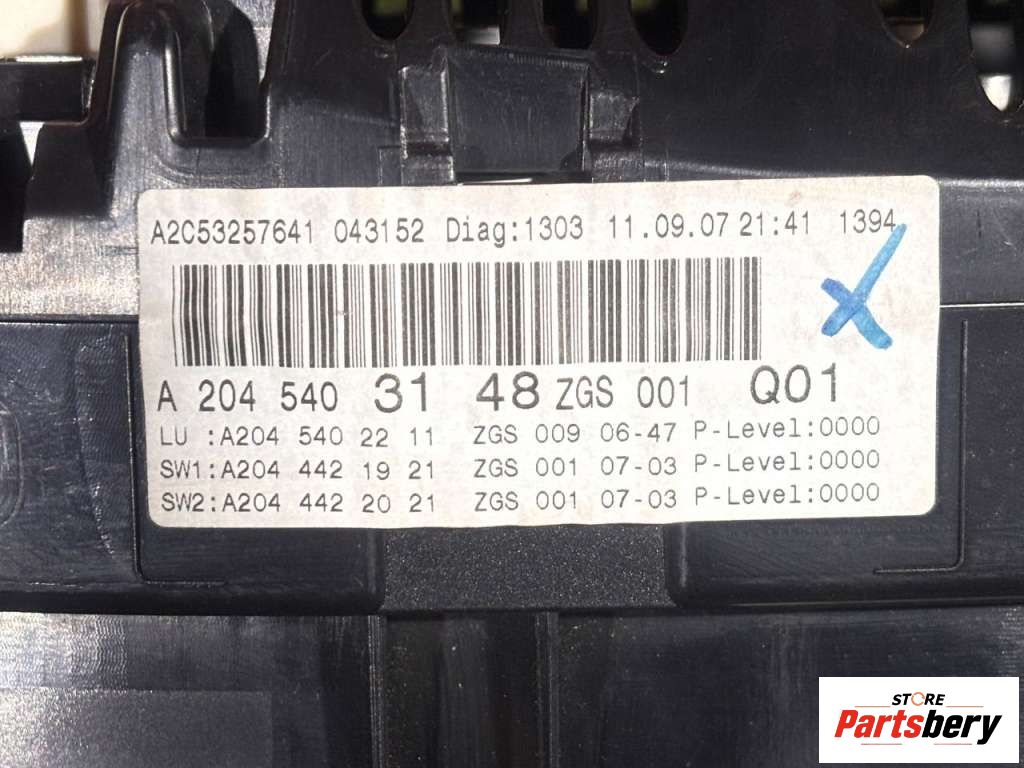 A2C53257641 043152 Diag:1303 11.09.07 21:41 1394
A 204 540 31 48 ZGS 001 Q01
LU :A204 540 22 11 ZGS 009 06-47 P-Level:0000
SW1:A204 442 19 21 ZGS 001 07-03 P-Level:0000
SW2:A204 442 20 21 ZGS 001 07-03 P-Level:0000
STORE
Partsbery